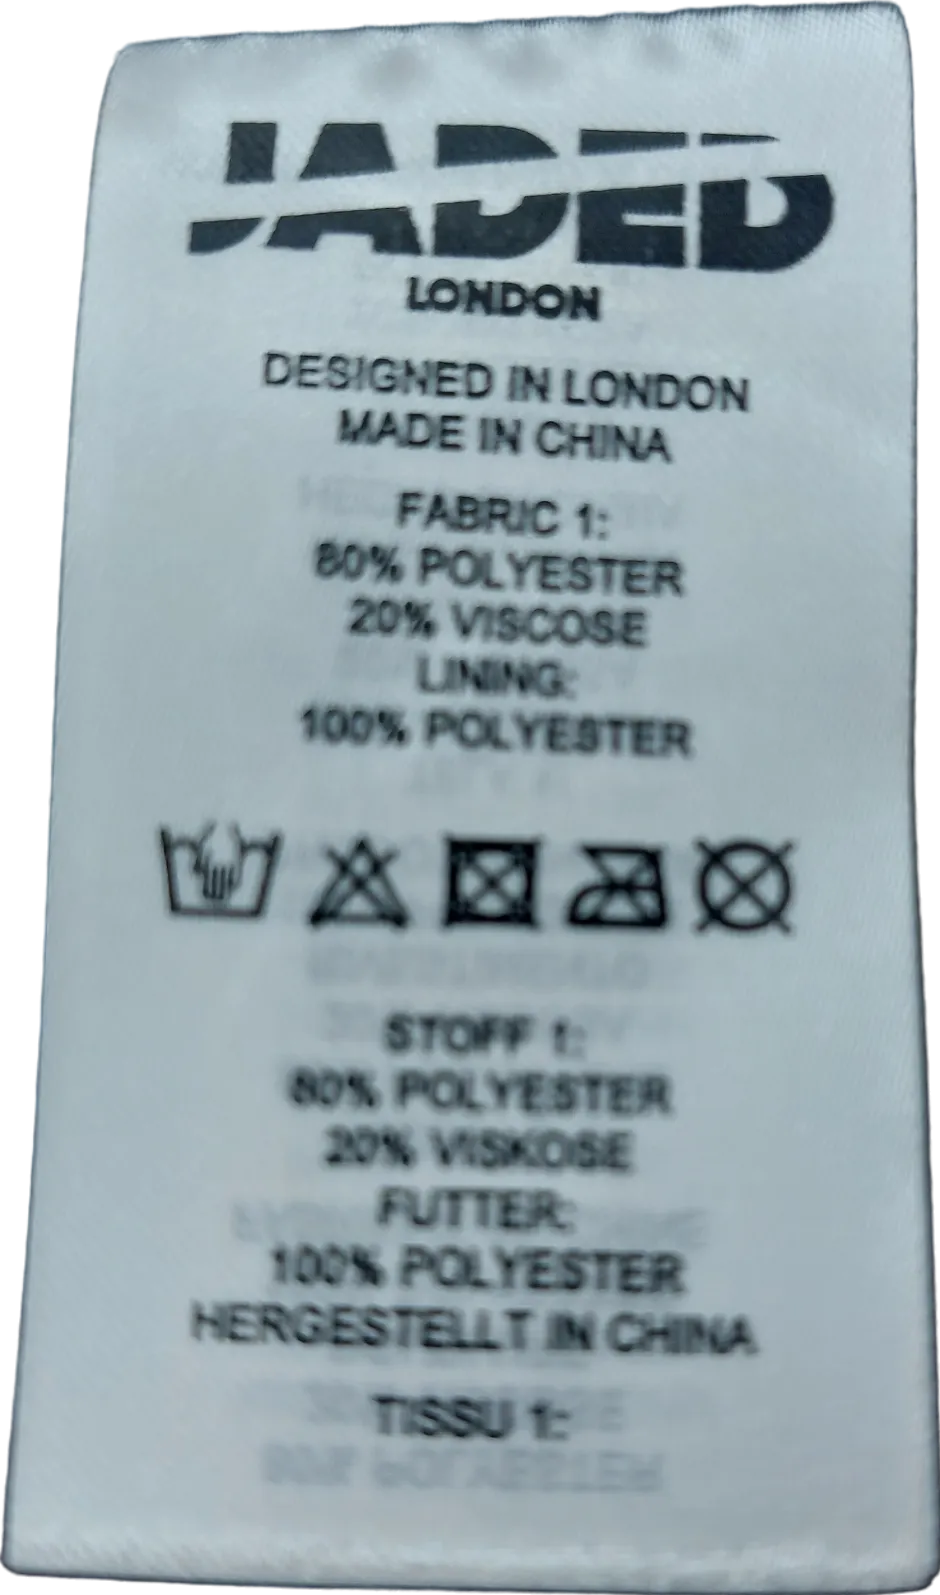 JADED
LONDON
DESIGNED IN LONDON
MADE IN CHINA
FABRIC 1:
80% POLYESTER
20% VISCOSE
LINING:
100% POLYESTER
STOFF 1:
80% POLYESTER
20% VISKOSE
FUTTER:
100% POLYESTER
HERGESTELLT IN CHINA
TISSU 1: